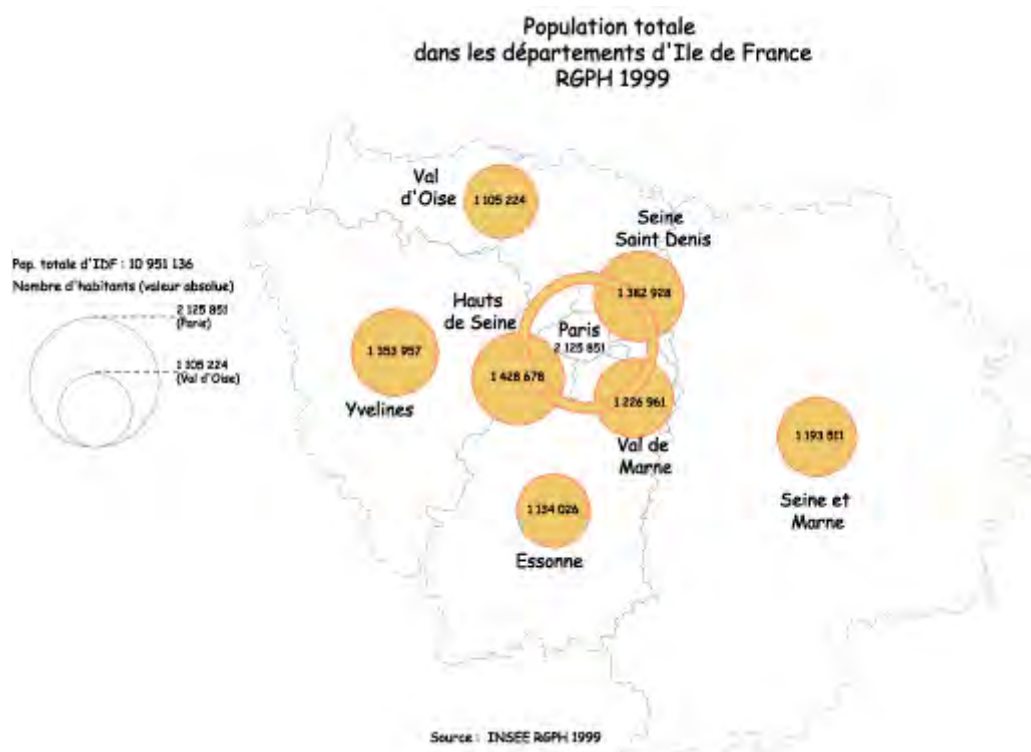 Population totale
dans les départements d'Ile de France
RGPH 1999
Val
d'Oise
1 105 224
Seine
Saint Denis
Pop. totale d'IDF : 10 951 136
Nombre d'habitants (valeur absolue)
2 125 851
(Paris)
1 105 224
(Val d'Oise)
1 382 928
Hauts
de Seine
Paris
2 125 851
1 353 957
1 428 678
1 226 961
Yvelines
Val de
Marne
1 193 511
Seine et
Marne
1 134 026
Essonne
Source : INSEE RGPH 1999